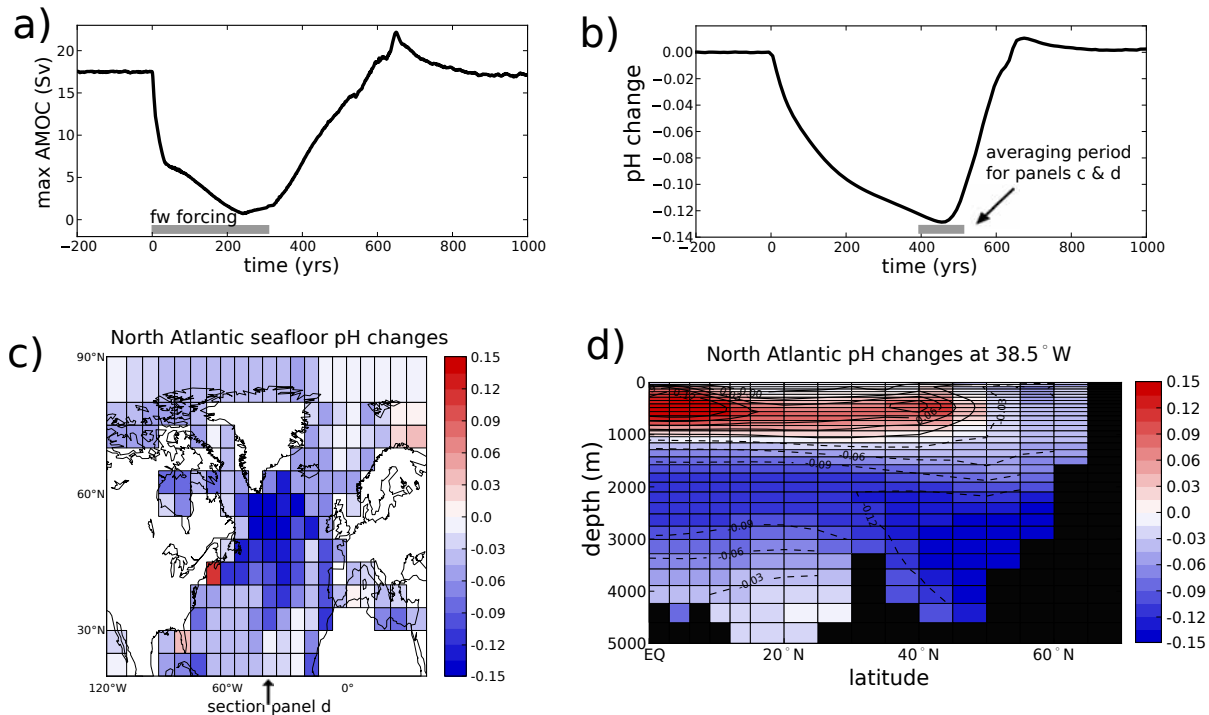 a)
max AMOC (Sv)
20
15
10
5
0
fw forcing
−200
0
200
400
600
800
1000
time (yrs)
b)
pH change
0.00
−0.02
−0.04
−0.06
−0.08
−0.10
−0.12
−0.14
averaging period
for panels c & d
−200
0
200
400
600
800
1000
time (yrs)
c)
North Atlantic seafloor pH changes
90°N
60°N
30°N
120°W
60°W
0°
section panel d
0.15
0.12
0.09
0.06
0.03
0.0
-0.03
-0.06
-0.09
-0.12
-0.15
d)
North Atlantic pH changes at 38.5°W
depth (m)
0
1000
2000
3000
4000
5000
0.00
0.06
-0.03
-0.06
-0.09
-0.12
-0.09
-0.06
-0.03
EQ
20°N
40°N
60°N
latitude
0.15
0.12
0.09
0.06
0.03
0.0
-0.03
-0.06
-0.09
-0.12
-0.15